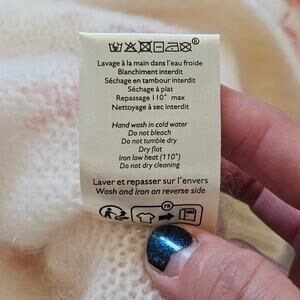 ®
Lavage à la main dans l'eau froide
Blanchiment interdit
Séchage en tambour interdit
Séchage à plat
Repassage 110° max
Nettoyage à sec interdit
Hand wash in cold water
Do not bleach
Do not tumble dry
Dry flat
Iron low heat (110°)
Do not dry cleaning
Laver et repasser sur l'envers
Wash and iron on reverse side
FR